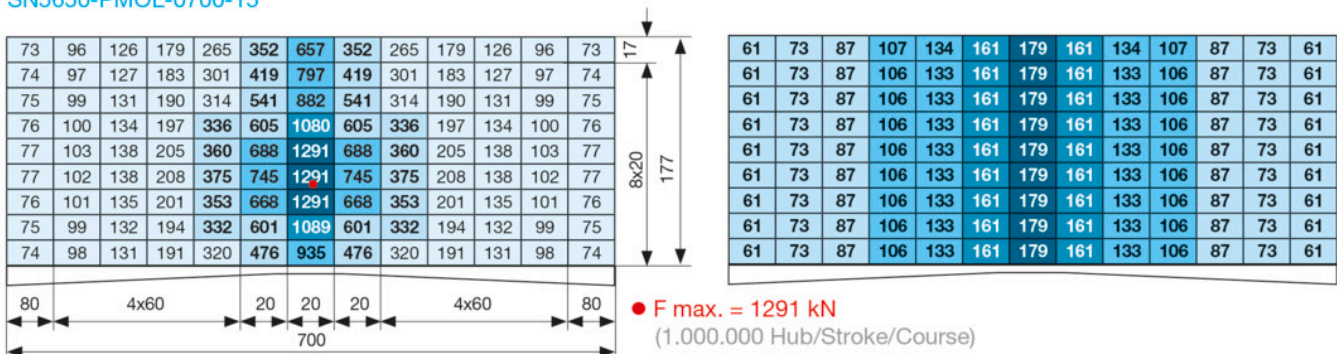 SN5650-PMOL-0700-15
73 96 126 179 265 352 657 352 265 179 126 96 73
74 97 127 183 301 419 797 419 301 183 127 97 74
75 99 131 190 314 541 882 541 314 190 131 99 75
76 100 134 197 336 605 1080 605 336 197 134 100 76
77 103 138 205 360 688 1291 688 360 205 138 103 77
77 102 138 208 375 745 1291 745 375 208 138 102 77
76 101 135 201 353 668 1291 668 353 201 135 101 76
75 99 132 194 332 601 1089 601 332 194 132 99 75
74 98 131 191 320 476 935 476 320 191 131 98 74
17
8x20
177
80 4x60 20 20 20 4x60 80
700
61 73 87 107 134 161 179 161 134 107 87 73 61
61 73 87 106 133 161 179 161 133 106 87 73 61
61 73 87 106 133 161 179 161 133 106 87 73 61
61 73 87 106 133 161 179 161 133 106 87 73 61
61 73 87 106 133 161 179 161 133 106 87 73 61
61 73 87 106 133 161 179 161 133 106 87 73 61
61 73 87 106 133 161 179 161 133 106 87 73 61
61 73 87 106 133 161 179 161 133 106 87 73 61
61 73 87 106 133 161 179 161 133 106 87 73 61
F max. = 1291 kN
(1.000.000 Hub/Stroke/Course)